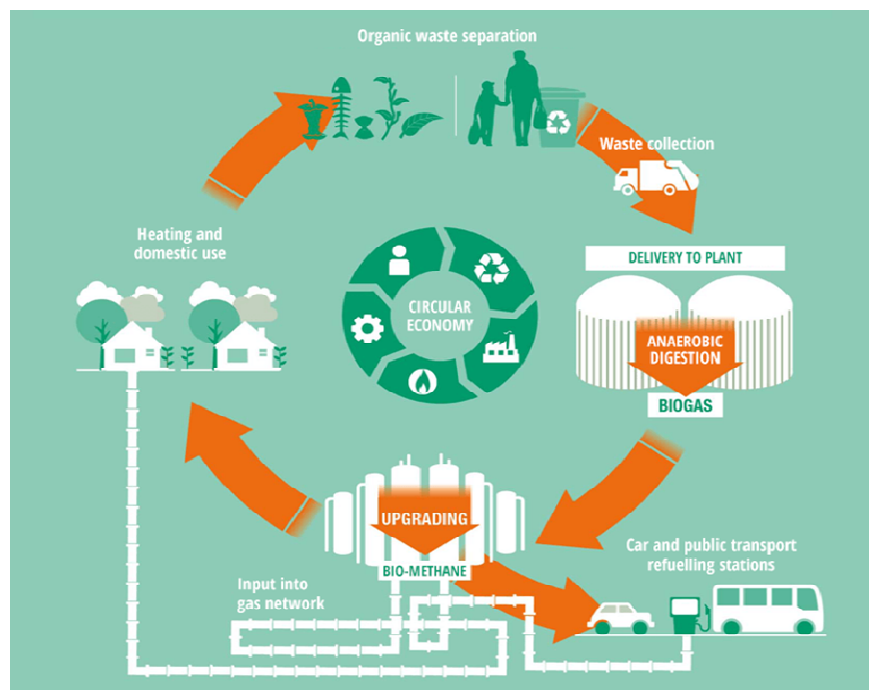 Organic waste separation
Waste collection
DELIVERY TO PLANT
ANAEROBIC
DIGESTION
BIOGAS
Heating and
domestic use
CIRCULAR
ECONOMY
UPGRADING
BIO-METHANE
Car and public transport
refuelling stations
Input into
gas network